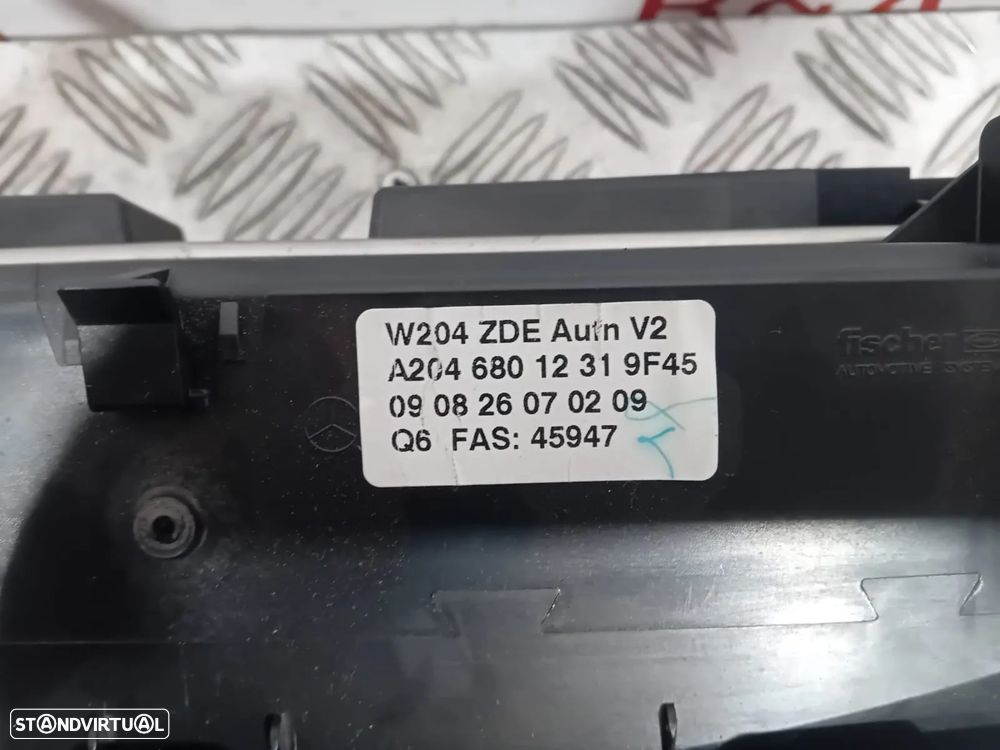 W204 ZDE Aufn V2
A204 680 12 31 9F45
09 08 26 07 02 09
Q6 FAS: 45947
fischer
AUTOMOTIVE SYSTEMS
STANDVIRTUAL